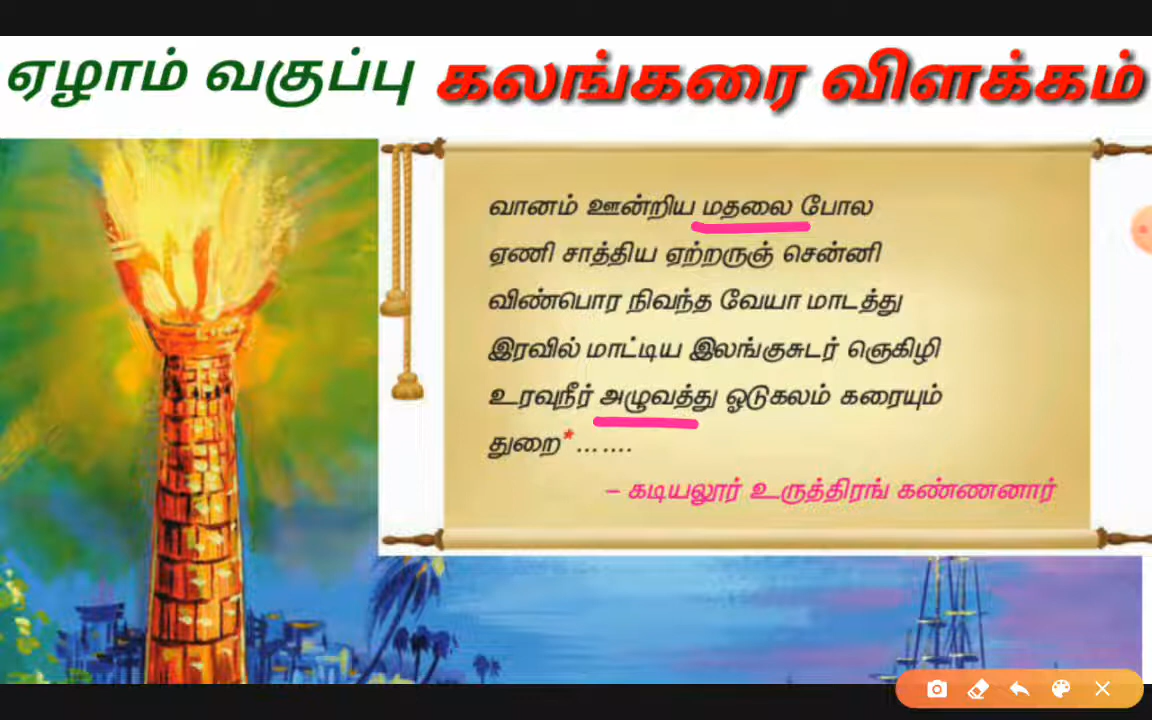 ஏழாம் வகுப்பு கலங்கரை விளக்கம்
வானம் ஊன்றிய மதலை போல
ஏணி சாத்திய ஏற்றருஞ் சென்னி
விண்பொர நிவந்த வேயா மாடத்து
இரவில் மாட்டிய இலங்குசுடர் ஞெகிழி
உரவுநீர் அழுவத்து ஓடுகலம் கரையும்
துறை* .......
– கடியலூர் உருத்திரங் கண்ணனார்